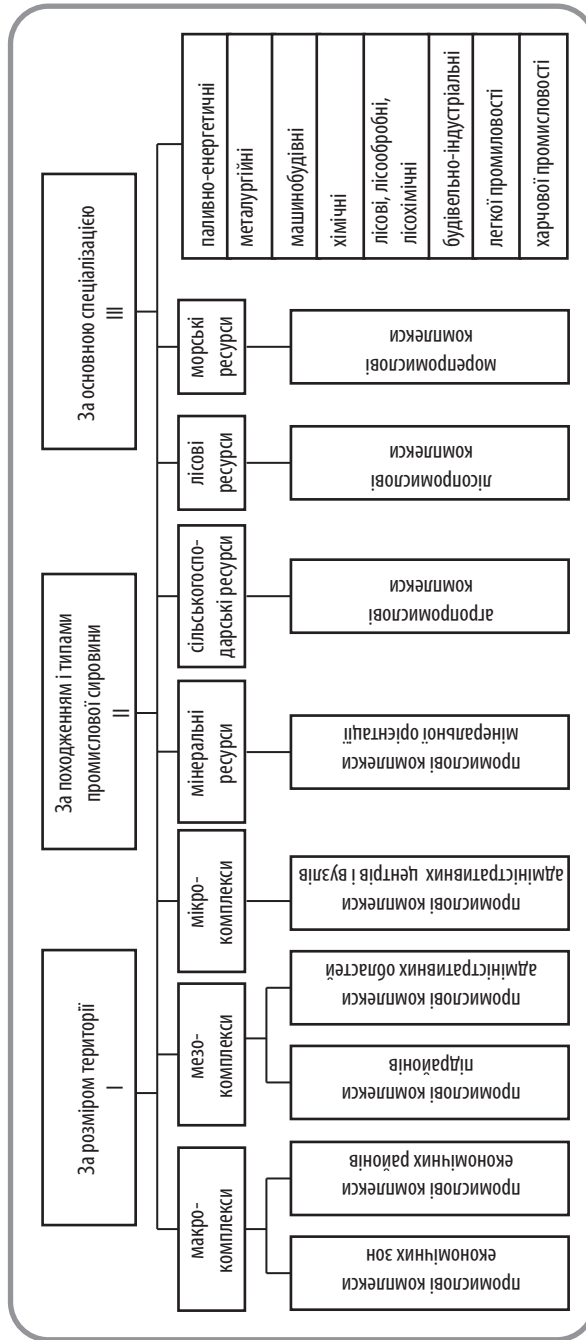 За розміром території
I
За походженням і типами
промислової сировини
II
За основною спеціалізацією
III
макро-
комплекси
мезо-
комплекси
мікро-
комплекси
мінеральні
ресурси
сільськогоспо-
дарські ресурси
лісові
ресурси
морські
ресурси
паливно-енергетичні
металургійні
машинобудівні
хімічні
лісові, лісообробні,
лісохімічні
будівельно-індустріальні
легкої промиловості
харчової промисловості
промислові комплекси
економічних зон
промислові комплекси
економічних районів
промислові комплекси
підрайонів
промислові комплекси
адміністративних областей
промислові комплекси
адміністративних центрів і вузлів
промислові комплекси
мінеральної орієнтації
агропромислові
комплекси
лісопромислові
комплекси
морепромислові
комплекси